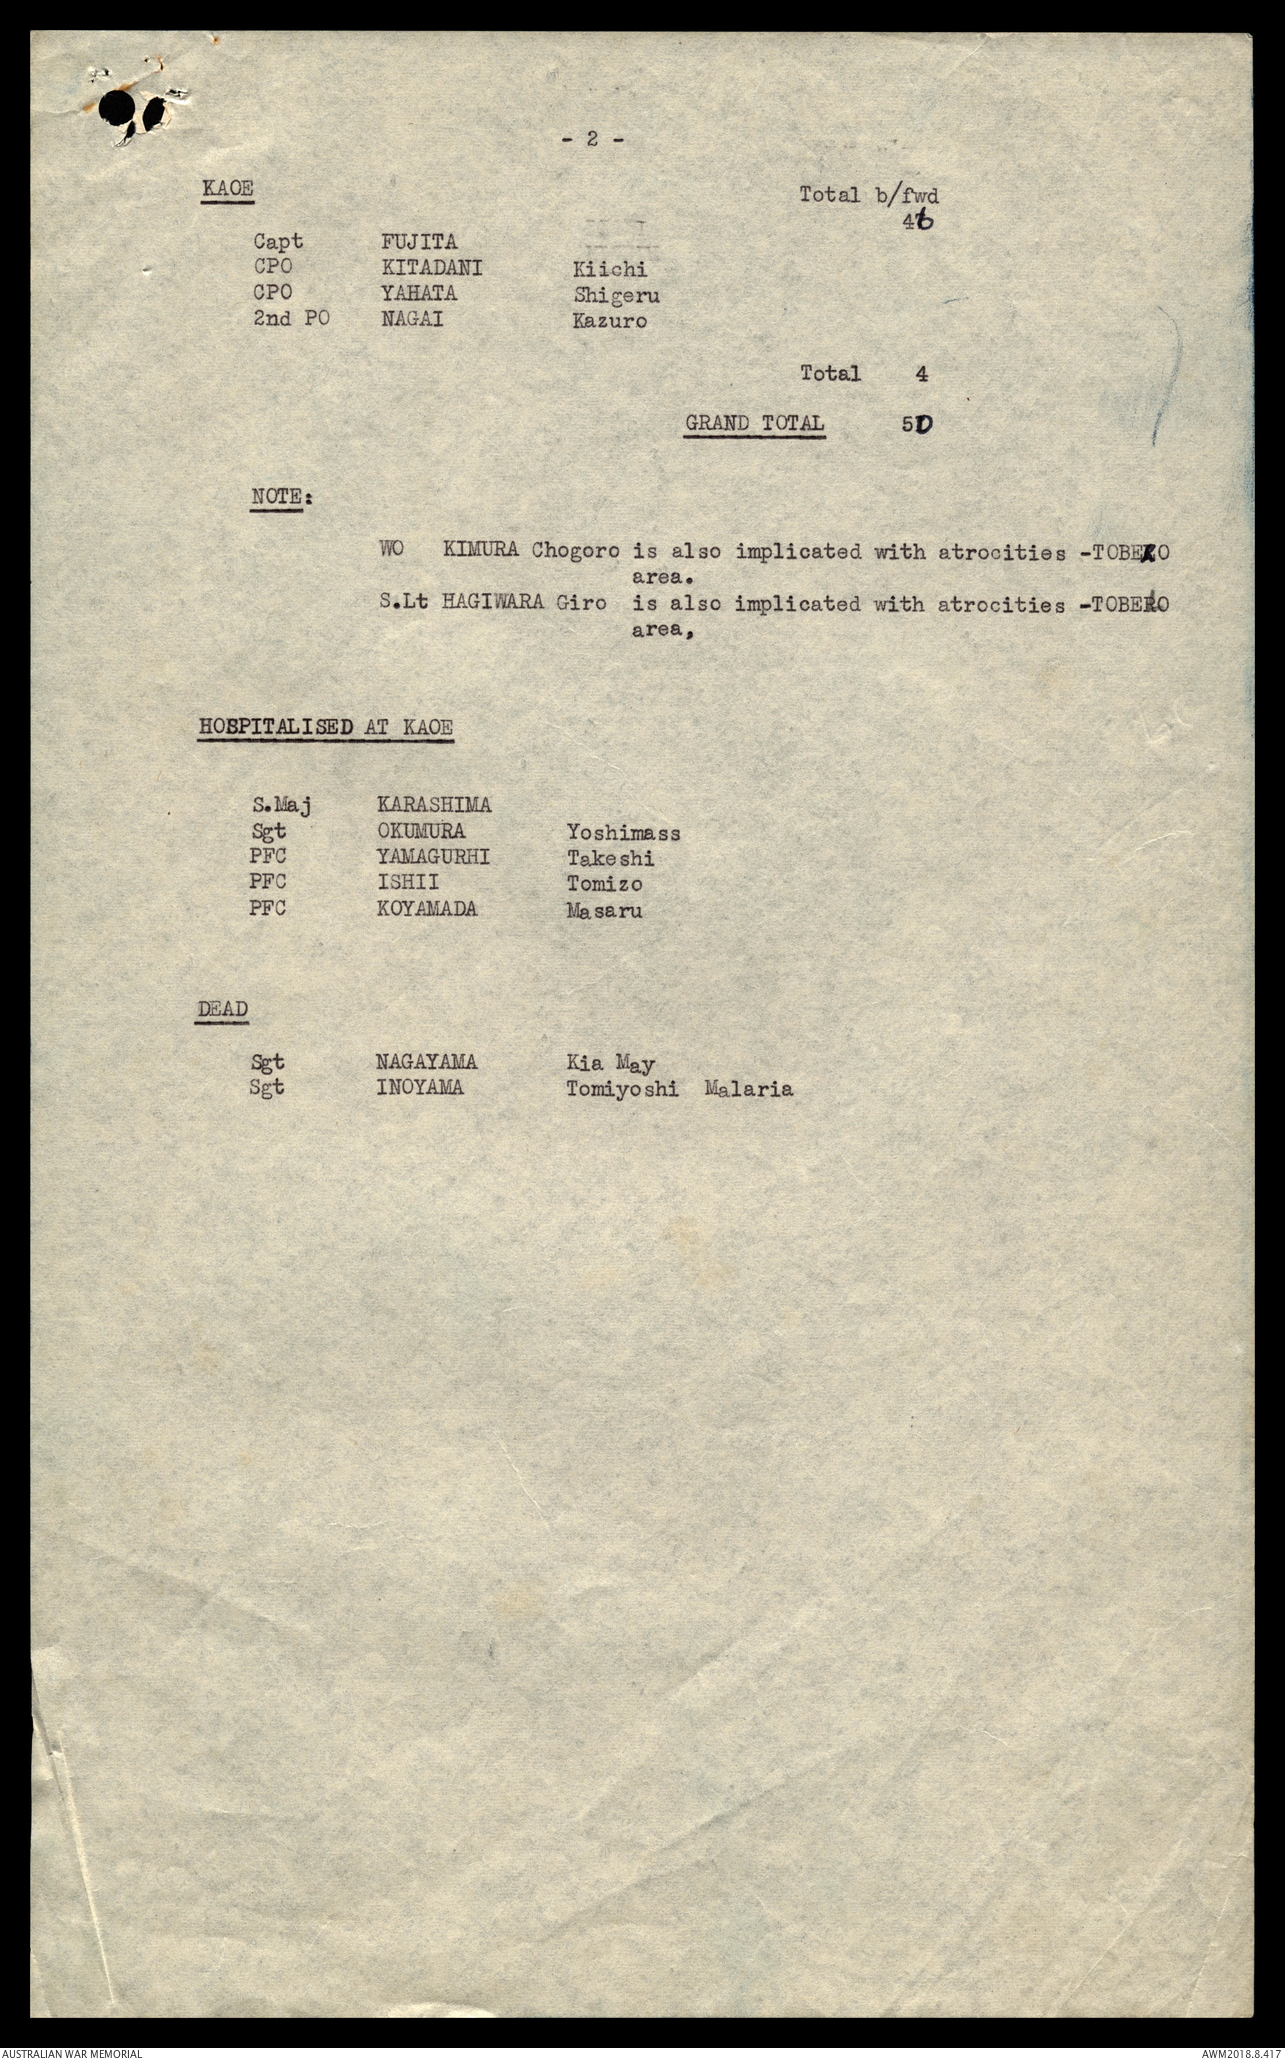 - 2 -
KAOE
Total b/fwd
46
Capt FUJITA
CPO KITADANI Kiichi
CPO YAHATA Shigeru
2nd PO NAGAI Kazuro
Total 4
GRAND TOTAL 50
NOTE:
WO KIMURA Chogoro is also implicated with atrocities -TOBELO
area.
S.Lt HAGIWARA Giro is also implicated with atrocities -TOBELO
area,
HOSPITALISED AT KAOE
S.Maj KARASHIMA
Sgt OKUMURA Yoshimass
PFC YAMAGURHI Takeshi
PFC ISHII Tomizo
PFC KOYAMADA Masaru
DEAD
Sgt NAGAYAMA Kia May
Sgt INOYAMA Tomiyoshi Malaria
AUSTRALIAN WAR MEMORIAL
AWM2018.8.417